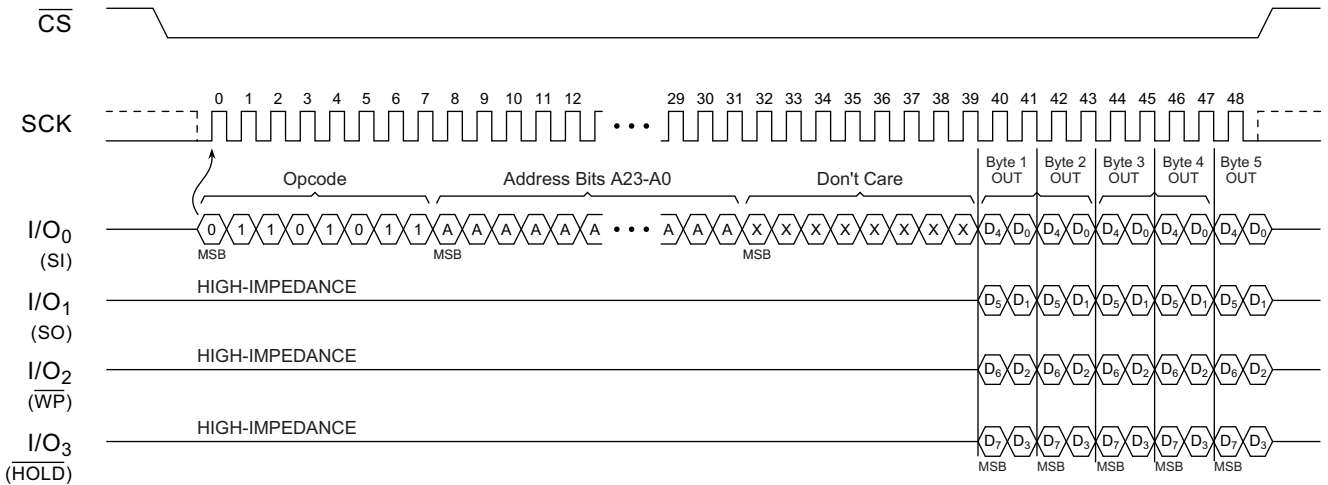 CS
SCK
0 1 2 3 4 5 6 7 8 9 10 11 12 29 30 31 32 33 34 35 36 37 38 39 40 41 42 43 44 45 46 47 48
Opcode Address Bits A23-A0 Don't Care Byte 1 OUT Byte 2 OUT Byte 3 OUT Byte 4 OUT Byte 5 OUT
I/O0 (SI) 0 1 1 0 1 0 1 1 A A A A A A • • • A A A X X X X X X X X D4 D0 D4 D0 D4 D0 D4 D0 D4 D0
MSB MSB MSB
I/O1 (SO) HIGH-IMPEDANCE D5 D1 D5 D1 D5 D1 D5 D1 D5 D1
I/O2 (WP) HIGH-IMPEDANCE D6 D2 D6 D2 D6 D2 D6 D2 D6 D2
I/O3 (HOLD) HIGH-IMPEDANCE D7 D3 D7 D3 D7 D3 D7 D3 D7 D3
MSB MSB MSB MSB MSB